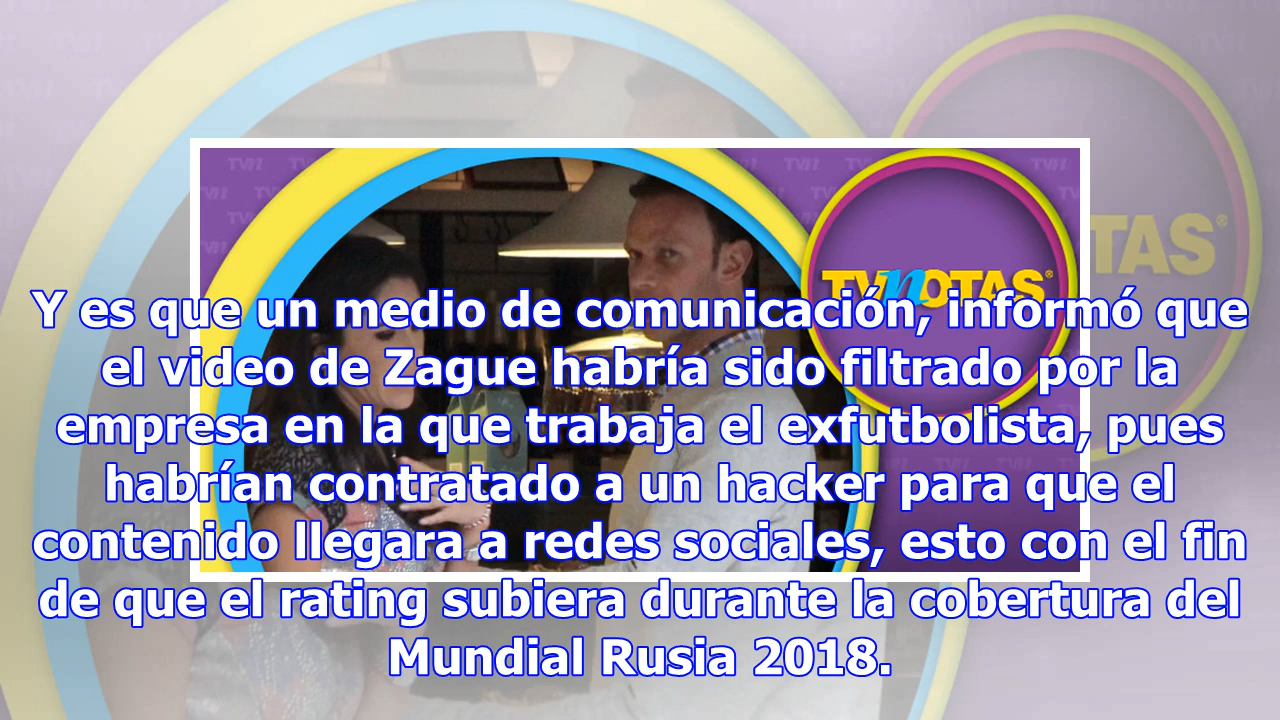 TVnOTAS®
TAS®
Y es que un medio de comunicación, informó que
el video de Zague habría sido filtrado por la
empresa en la que trabaja el exfutbolista, pues
habrían contratado a un hacker para que el
contenido llegara a redes sociales, esto con el fin
de que el rating subiera durante la cobertura del
Mundial Rusia 2018.